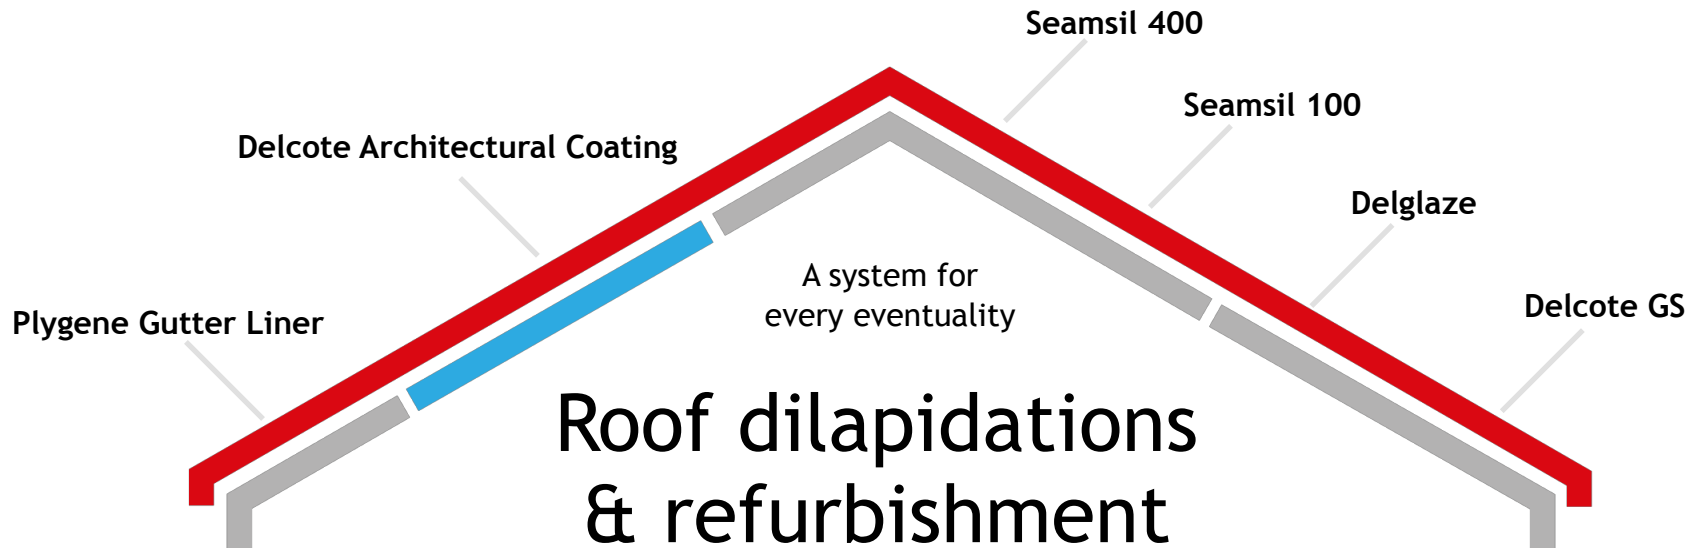 Seamsil 400
Seamsil 100
Delcote Architectural Coating
Delglaze
A system for
every eventuality
Delcote GS
Plygene Gutter Liner
Roof dilapidations
& refurbishment